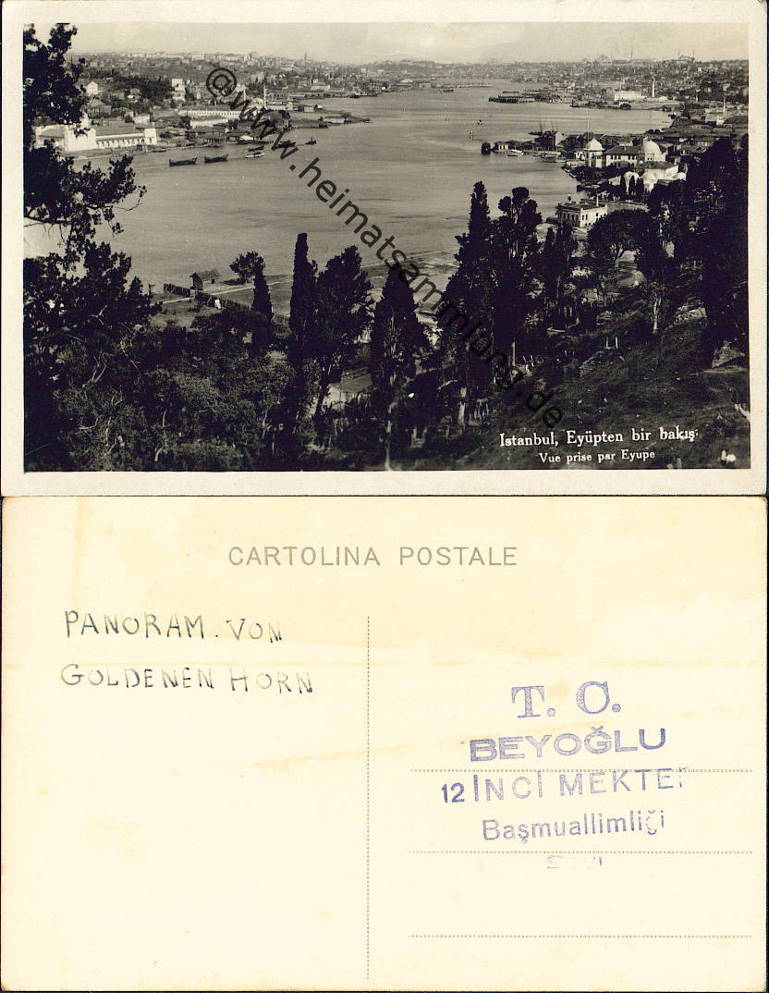 ©www.heimatsammlung.de
Istanbul, Eyüpten bir bakış
Vue prise par Eyupe
CARTOLINA POSTALE
PANORAM. VON
GOLDENEN HORN
T. C.
BEYOĞLU
12 İNCİ MEKTEP
Başmuallimliği